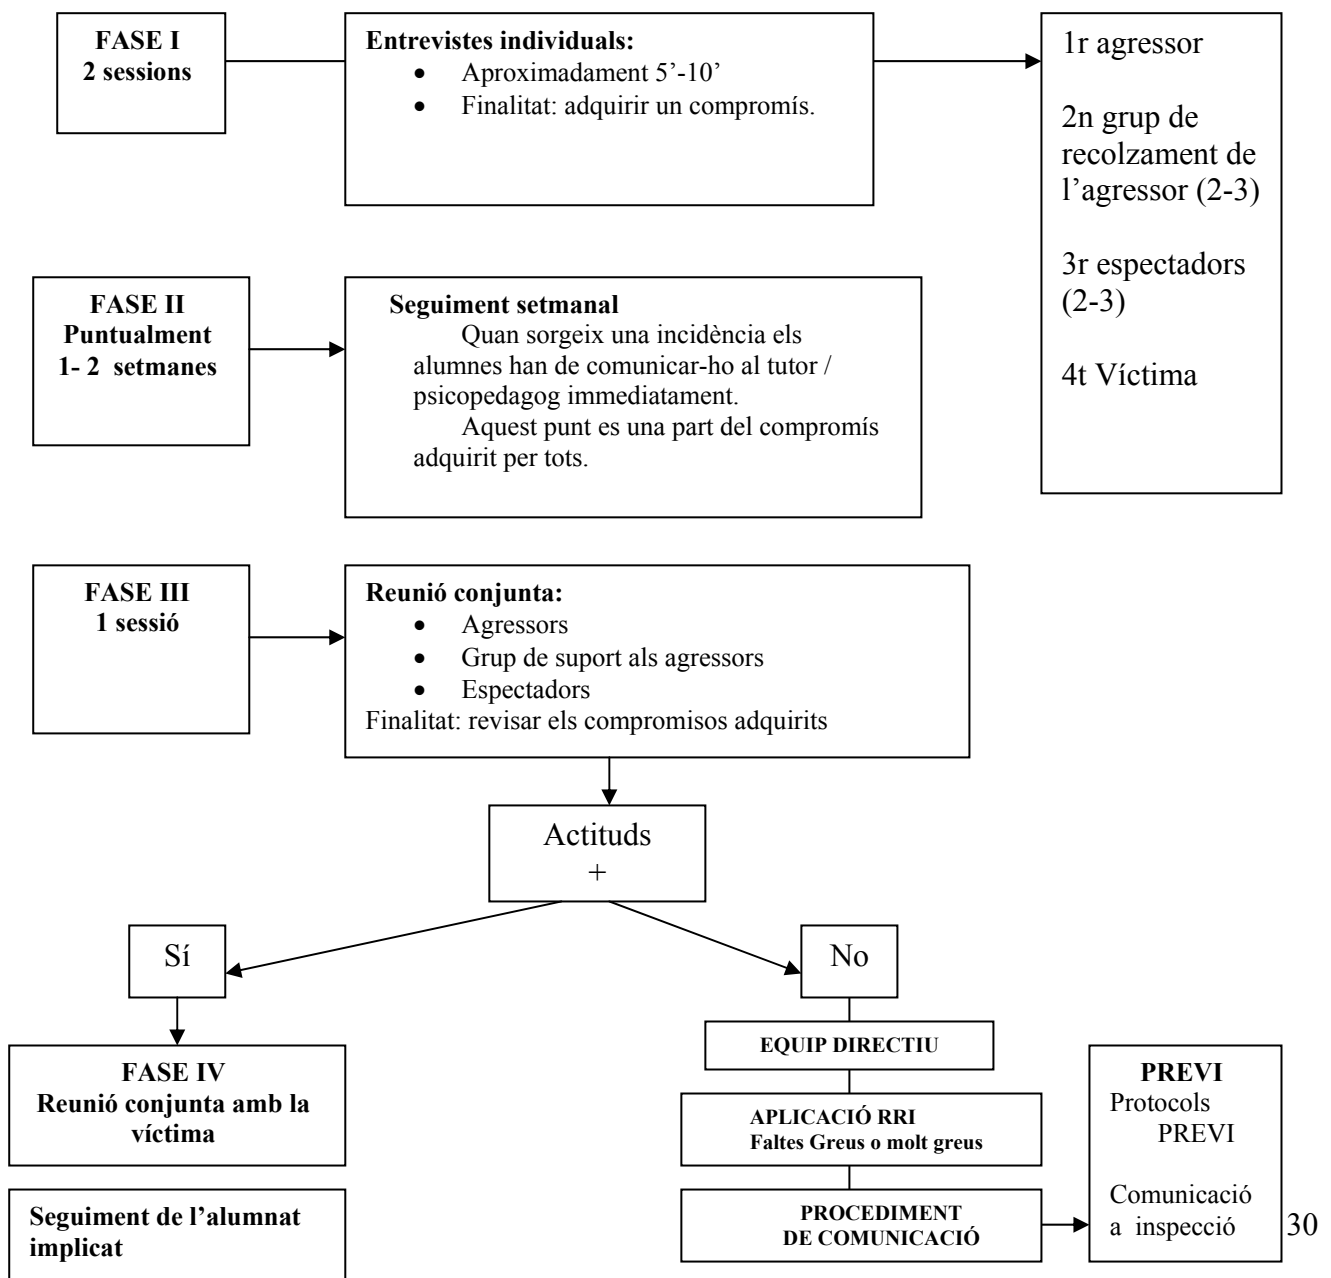 FASE I
2 sessions
Entrevistes individuals:
• Aproximadament 5’-10’
• Finalitat: adquirir un compromís.
1r agressor
2n grup de
recolzament de
l’agressor (2-3)
3r espectadors
(2-3)
4t Víctima
FASE II
Puntualment
1- 2 setmanes
Seguiment setmanal
Quan sorgeix una incidència els
alumnes han de comunicar-ho al tutor /
psicopedagog immediatament.
Aquest punt es una part del compromís
adquirit per tots.
FASE III
1 sessió
Reunió conjunta:
• Agressors
• Grup de suport als agressors
• Espectadors
Finalitat: revisar els compromisos adquirits
Actituds
+
Sí
No
FASE IV
Reunió conjunta amb la
víctima
Seguiment de l’alumnat
implicat
EQUIP DIRECTIU
APLICACIÓ RRI
Faltes Greus o molt greus
PROCEDIMENT
DE COMUNICACIÓ
PREVI
Protocols
PREVI
Comunicació
a inspecció
30